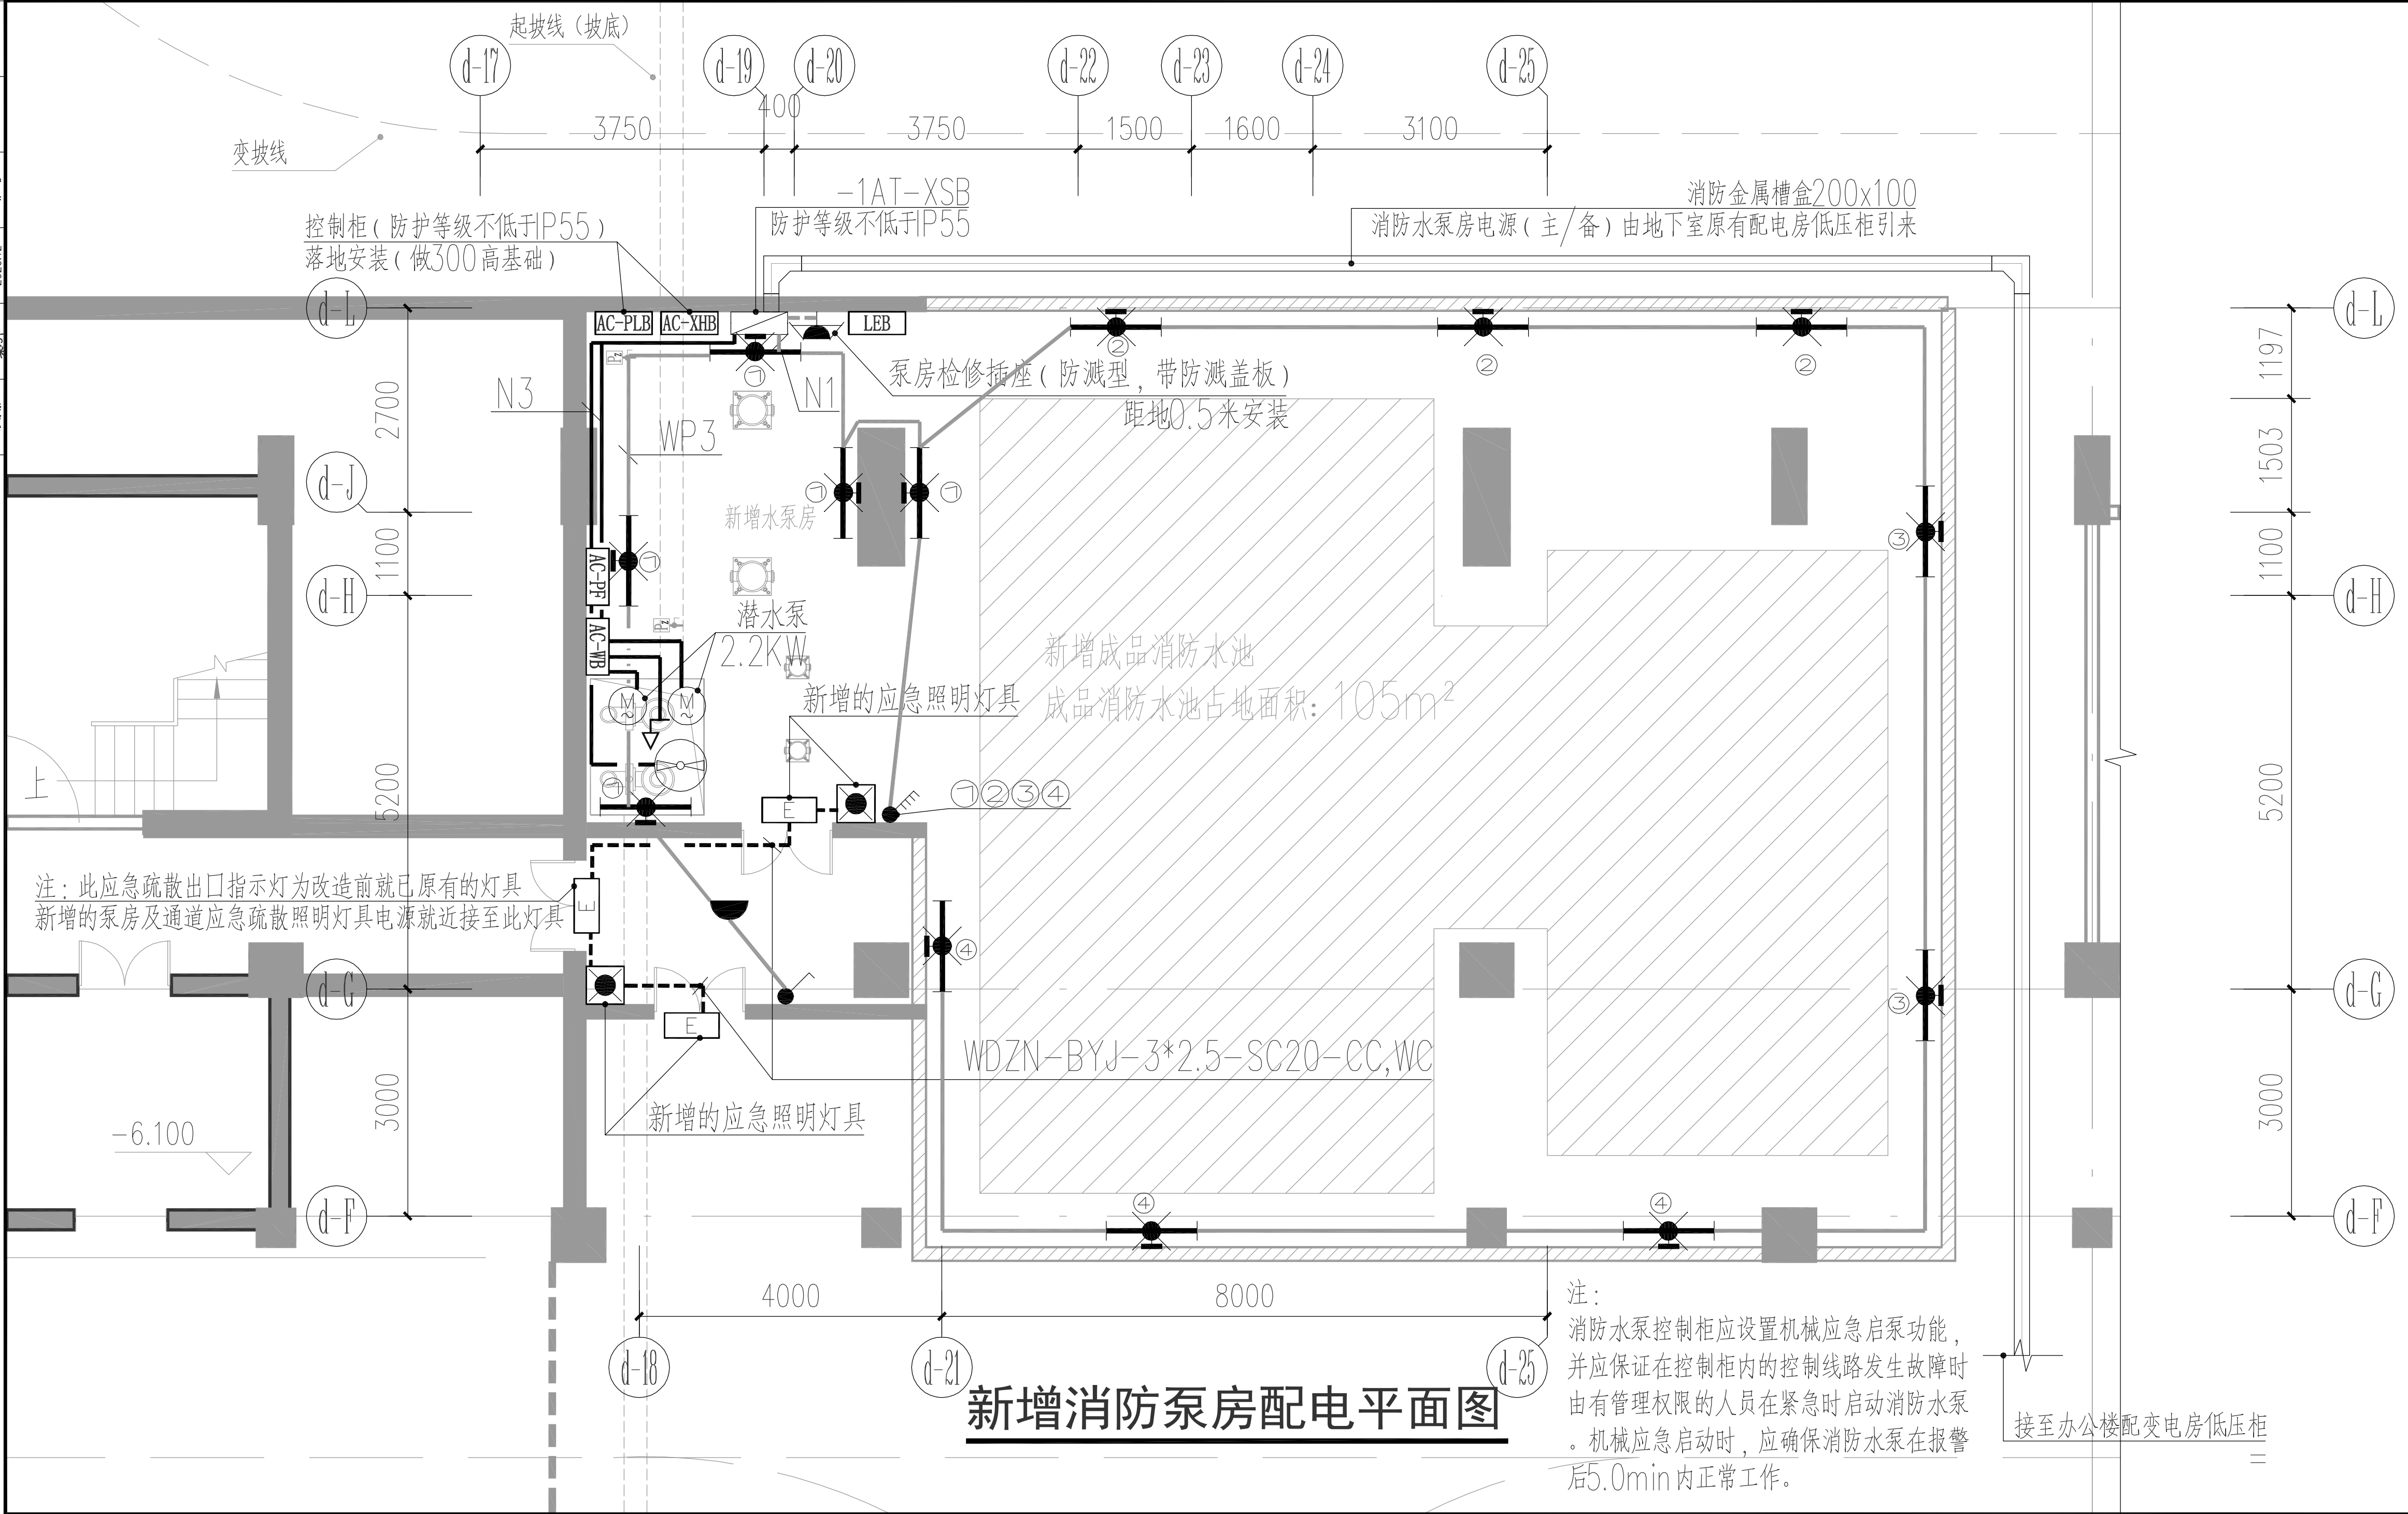 起坡线（坡底）
d-17
d-19
d-20
d-22
d-23
d-24
d-25
400
3750
3750
1500
1600
3100
变坡线
-1AT-XSB
防护等级不低于IP55
消防金属槽盒200x100
消防水泵房电源（主/备）由地下室原有配电房低压柜引来
控制柜（防护等级不低于IP55）
落地安装（做300高基础）
d-L
d-L
AC-PLB
AC-XHB
LEB
②
②
②
⑦
泵房检修插座（防溅型，带防溅盖板）
距地0.5米安装
N3
N1
WP3
2700
1197
1503
d-J
⑦
⑦
新增水泵房
③
1100
1100
AC-PF
⑦
d-H
d-H
潜水泵
2.2KW
AC-WB
新增成品消防水池
成品消防水池占地面积：105m²
M
~
M
~
新增的应急照明灯具
上
5200
5200
⑦
E
⑦②③④
注：此应急疏散出口指示灯为改造前就已原有的灯具
新增的泵房及通道应急疏散照明灯具电源就近接至此灯具
E
④
d-G
③
d-G
E
WDZN-BYJ-3*2.5-SC20-CC,WC
新增的应急照明灯具
3000
3000
-6.100
d-F
④
④
d-F
4000
8000
d-18
d-21
d-25
注：
消防水泵控制柜应设置机械应急启泵功能，
并应保证在控制柜内的控制线路发生故障时
由有管理权限的人员在紧急时启动消防水泵
。机械应急启动时，应确保消防水泵在报警
后5.0min内正常工作。
新增消防泵房配电平面图
接至办公楼配变电房低压柜